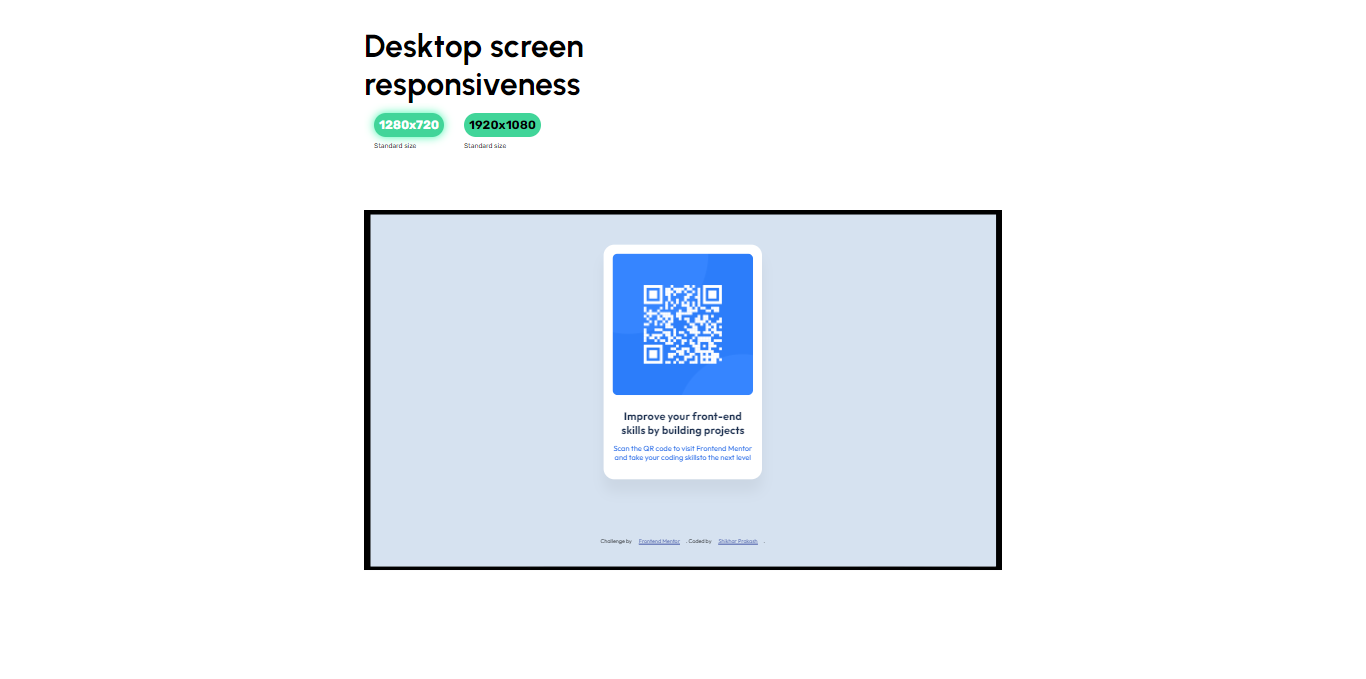 Desktop screen
responsiveness
1280x720 1920x1080
Standard size Standard size
Improve your front-end
skills by building projects
Scan the QR code to visit Frontend Mentor
and take your coding skillsto the next level
Challenge by Frontend Mentor . Coded by Shikhar Prakash .